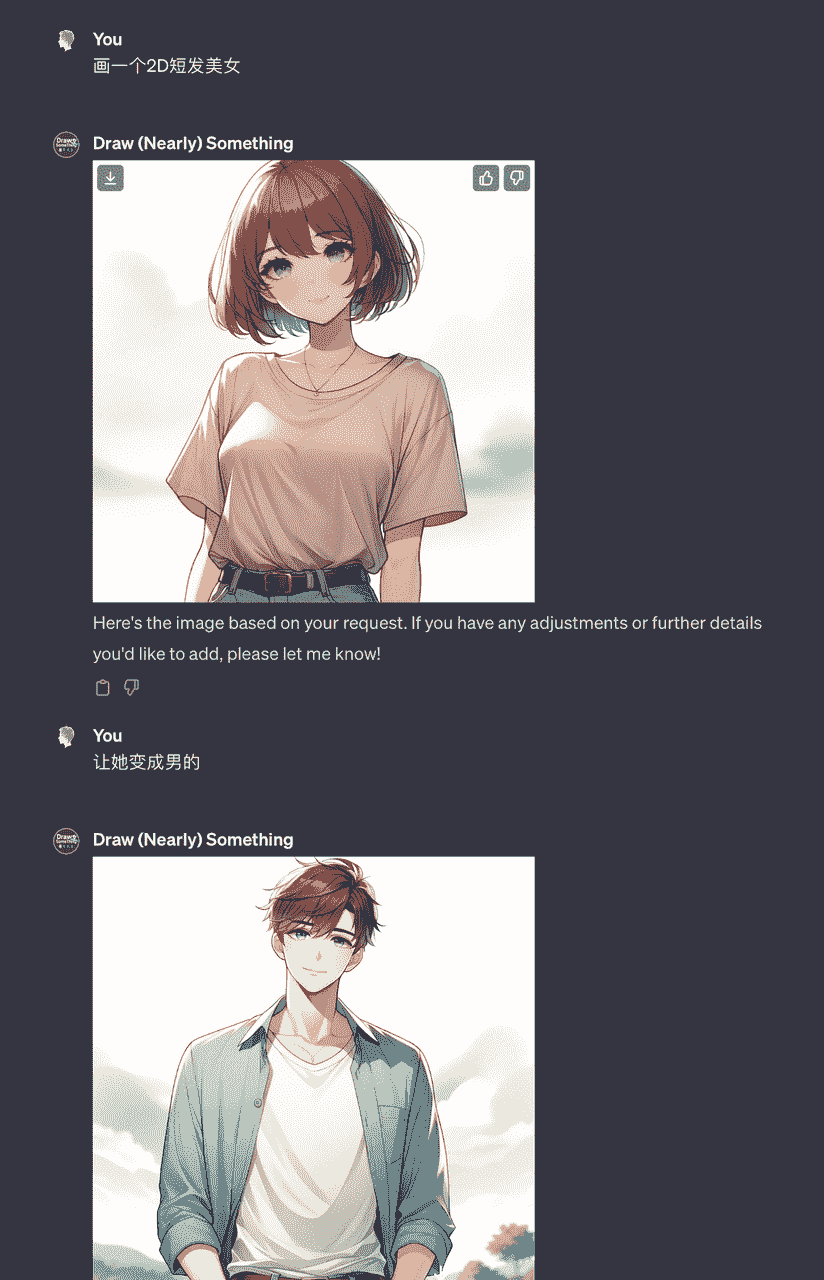 You
画一个2D短发美女
Draw (Nearly) Something
Here's the image based on your request. If you have any adjustments or further details
you'd like to add, please let me know!
You
让她变成男的
Draw (Nearly) Something